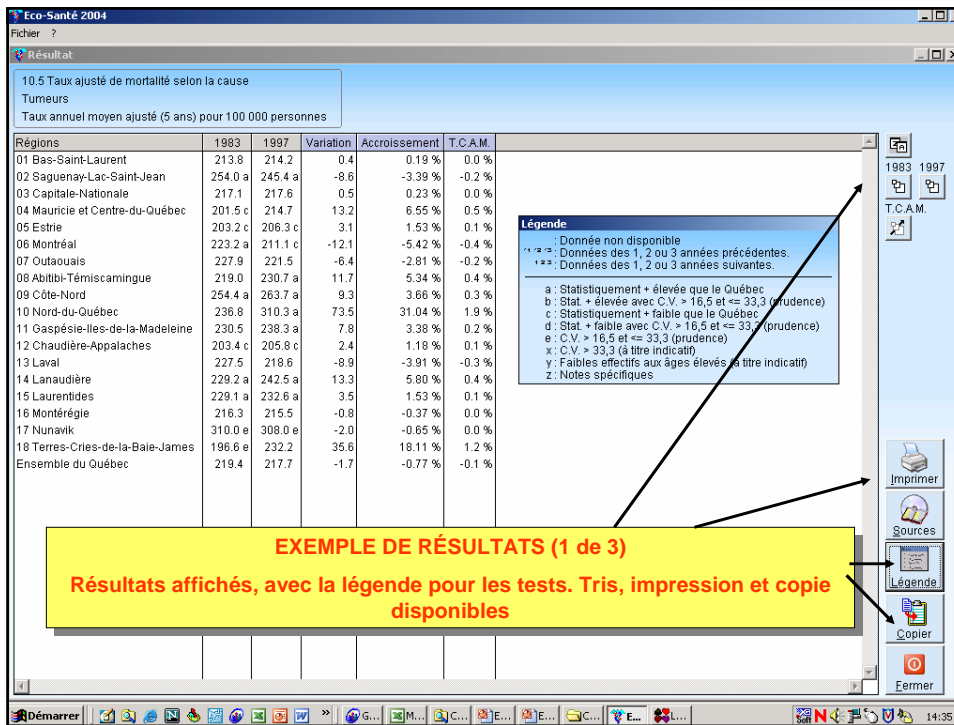 Eco-Santé 2004
Fichier ?
Résultat
10.5 Taux ajusté de mortalité selon la cause
Tumeurs
Taux annuel moyen ajusté (5 ans) pour 100 000 personnes
Régions 1983 1997 Variation Accroissement T.C.A.M.
01 Bas-Saint-Laurent 213.8 214.2 0.4 0.19 % 0.0 %
02 Saguenay-Lac-Saint-Jean 254.0 a 245.4 a -8.6 -3.39 % -0.2 %
03 Capitale-Nationale 217.1 217.6 0.5 0.23 % 0.0 %
04 Mauricie et Centre-du-Québec 201.5 c 214.7 13.2 6.55 % 0.5 %
05 Estrie 203.2 c 206.3 c 3.1 1.53 % 0.1 %
06 Montréal 223.2 a 211.1 c -12.1 -5.42 % -0.4 %
07 Outaouais 227.9 221.5 -6.4 -2.81 % -0.2 %
08 Abitibi-Témiscamingue 219.0 230.7 a 11.7 5.34 % 0.4 %
09 Côte-Nord 254.4 a 263.7 a 9.3 3.66 % 0.3 %
10 Nord-du-Québec 236.8 310.3 a 73.5 31.04 % 1.9 %
11 Gaspésie-Iles-de-la-Madeleine 230.5 238.3 a 7.8 3.38 % 0.2 %
12 Chaudière-Appalaches 203.4 c 205.8 c 2.4 1.18 % 0.1 %
13 Laval 227.5 218.6 -8.9 -3.91 % -0.3 %
14 Lanaudière 229.2 a 242.5 a 13.3 5.80 % 0.4 %
15 Laurentides 229.1 a 232.6 a 3.5 1.53 % 0.1 %
16 Montérégie 216.3 215.5 -0.8 -0.37 % 0.0 %
17 Nunavik 310.0 e 308.0 e -2.0 -0.65 % 0.0 %
18 Terres-Cries-de-la-Baie-James 196.6 e 232.2 35.6 18.11 % 1.2 %
Ensemble du Québec 219.4 217.7 -1.7 -0.77 % -0.1 %
Légende
: Donnée non disponible
'1 '2 '3 : Données des 1, 2 ou 3 années précédentes.
1 2 3 : Données des 1, 2 ou 3 années suivantes.
a : Statistiquement + élevée que le Québec
b : Stat. + élevée avec C.V. > 16,5 et <= 33,3 (prudence)
c : Statistiquement + faible que le Québec
d : Stat. + faible avec C.V. > 16,5 et <= 33,3 (prudence)
e : C.V. > 16,5 et <= 33,3 (prudence)
x : C.V. > 33,3 (à titre indicatif)
y : Faibles effectifs aux âges élevés (à titre indicatif)
z : Notes spécifiques
1983 1997
T.C.A.M.
Imprimer
Sources
Légende
Copier
Fermer
EXEMPLE DE RÉSULTATS (1 de 3)
Résultats affichés, avec la légende pour les tests. Tris, impression et copie
disponibles
Démarrer » G... M... C... E... E... C... E... L... 14:35